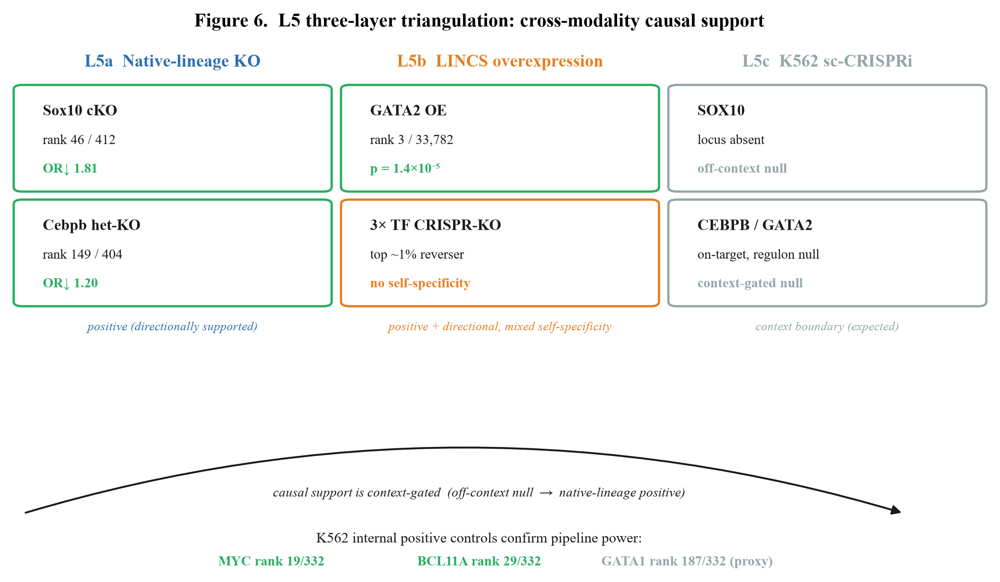 Figure 6. L5 three-layer triangulation: cross-modality causal support
L5a Native-lineage KO
Sox10 cKO
rank 46 / 412
OR↓ 1.81
Cebpb het-KO
rank 149 / 404
OR↓ 1.20
positive (directionally supported)
L5b LINCS overexpression
GATA2 OE
rank 3 / 33,782
p = 1.4×10⁻⁵
3× TF CRISPR-KO
top ~1% reverser
no self-specificity
positive + directional, mixed self-specificity
L5c K562 sc-CRISPRi
SOX10
locus absent
off-context null
CEBPB / GATA2
on-target, regulon null
context-gated null
context boundary (expected)
causal support is context-gated (off-context null → native-lineage positive)
K562 internal positive controls confirm pipeline power:
MYC rank 19/332 BCL11A rank 29/332 GATA1 rank 187/332 (proxy)